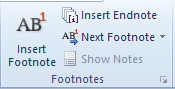 AB1
Insert Footnote
Insert Endnote
AB1 Next Footnote
Show Notes
Footnotes